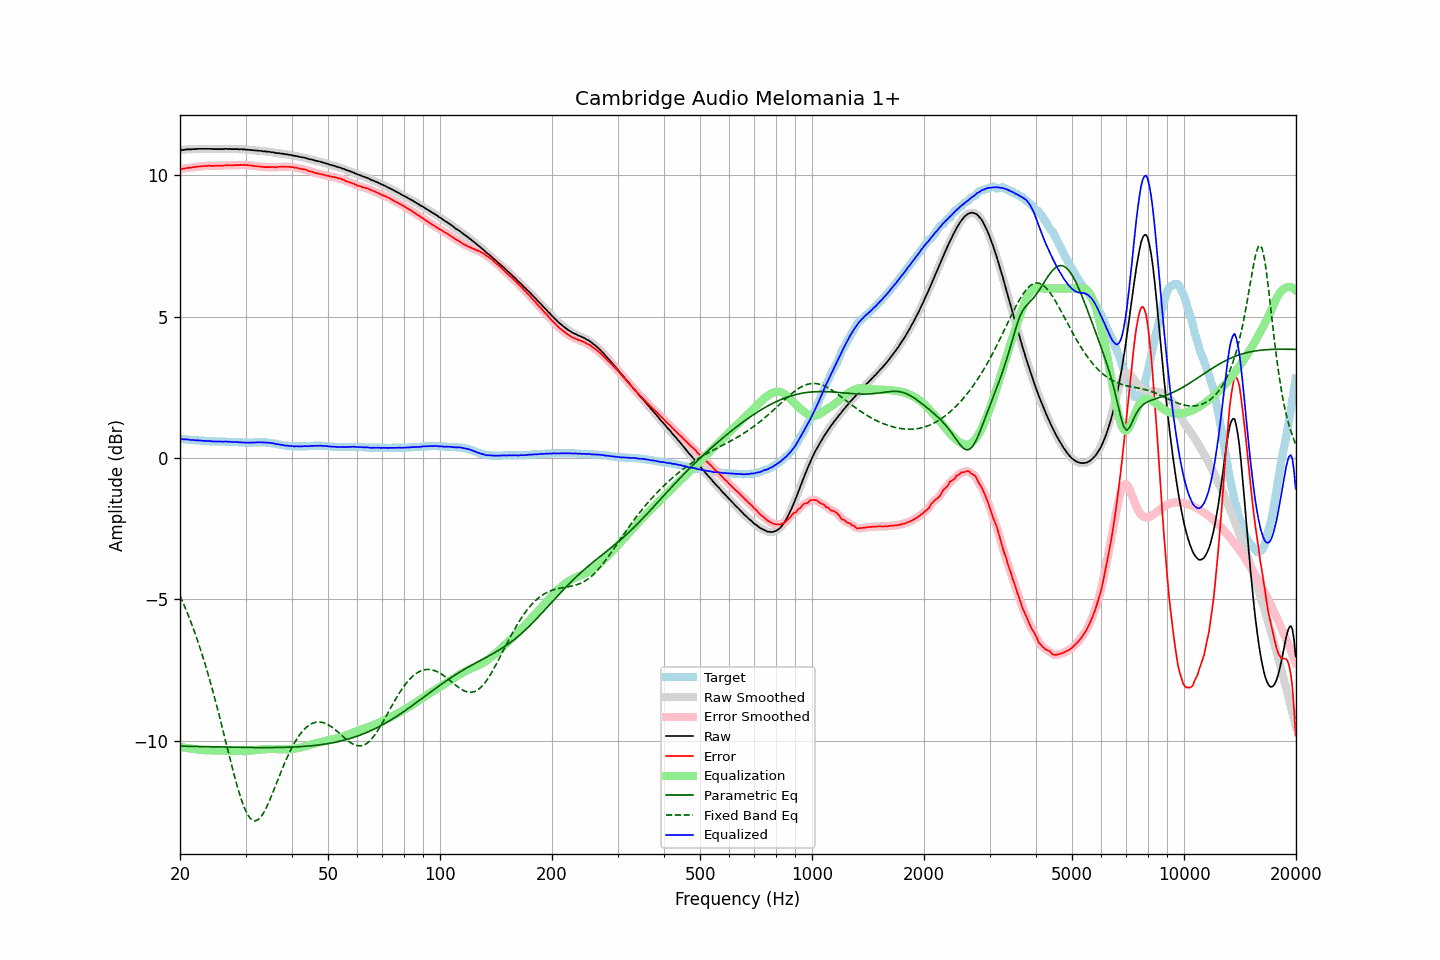 Cambridge Audio Melomania 1+
Amplitude (dBr)
10
5
0
−5
−10
Target
Raw Smoothed
Error Smoothed
Raw
Error
Equalization
Parametric Eq
Fixed Band Eq
Equalized
20
50
100
200
500
1000
2000
5000
10000
20000
Frequency (Hz)